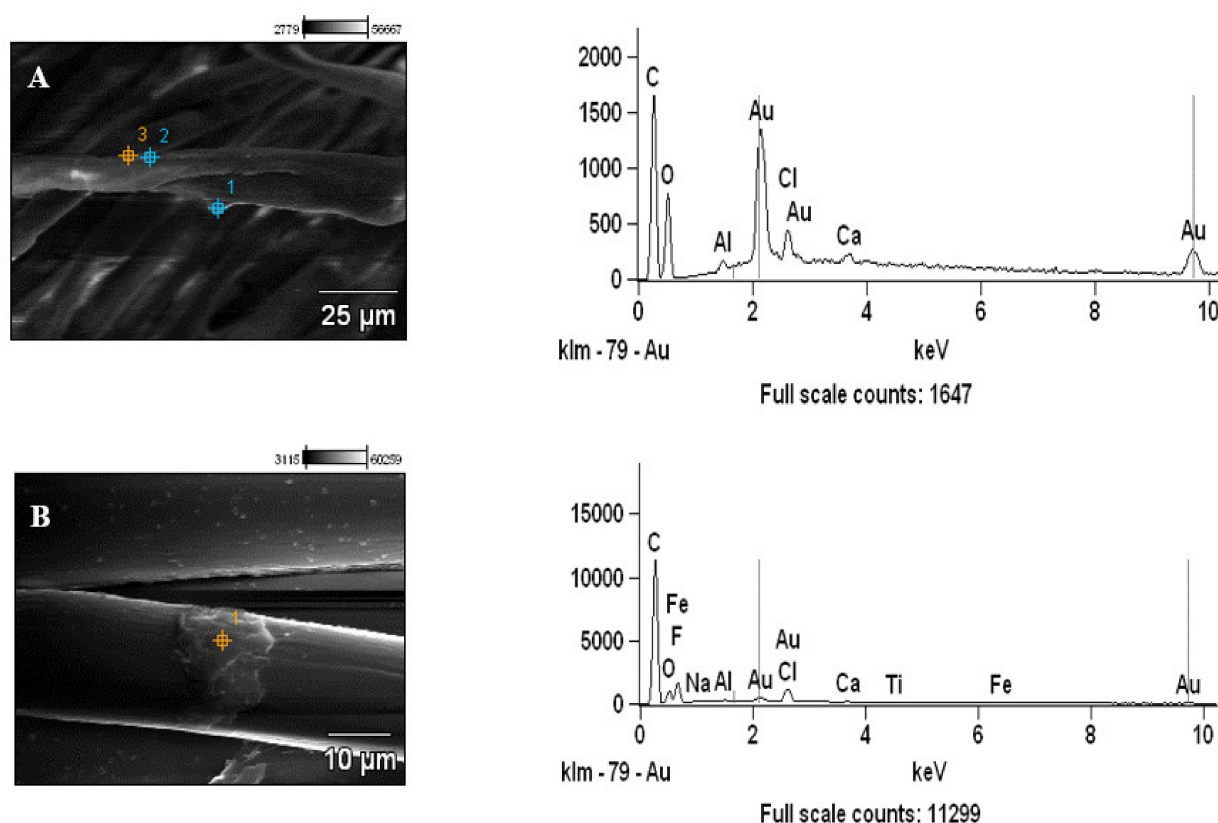 2779 56667
A
3 2
1
25 µm
2000
1500
1000
500
0
C
O
Al
Au
Cl
Au
Ca
Au
0 2 4 6 8 10
klm - 79 - Au keV
Full scale counts: 1647
3115 60259
B
1
10 µm
15000
10000
5000
0
C
Fe
F
O
Na
Al
Au
Au
Cl
Ca
Ti
Fe
Au
0 2 4 6 8 10
klm - 79 - Au keV
Full scale counts: 11299